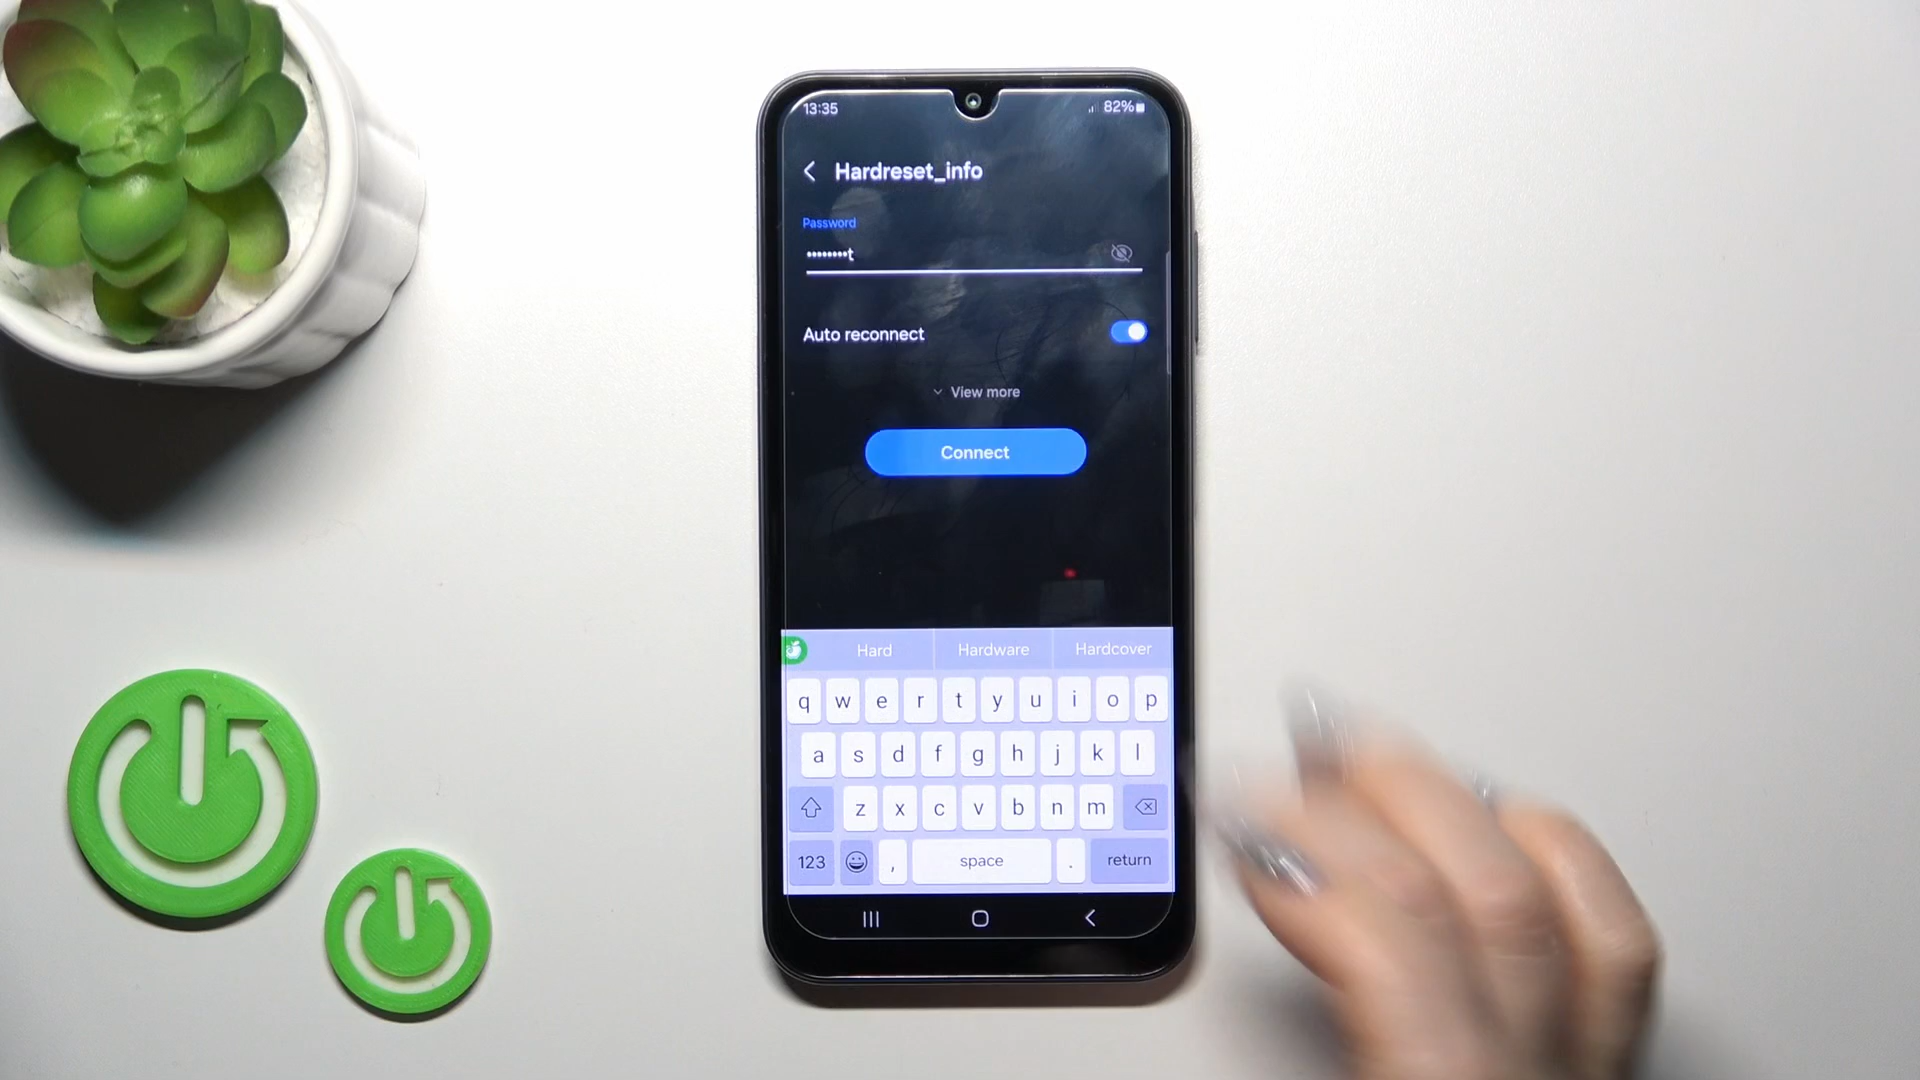 13:35 82%
Hardreset_info
Password
••••••••t
Auto reconnect
View more
Connect
Hard Hardware Hardcover
q w e r t y u i o p
a s d f g h j k l
z x c v b n m
123 , space . return